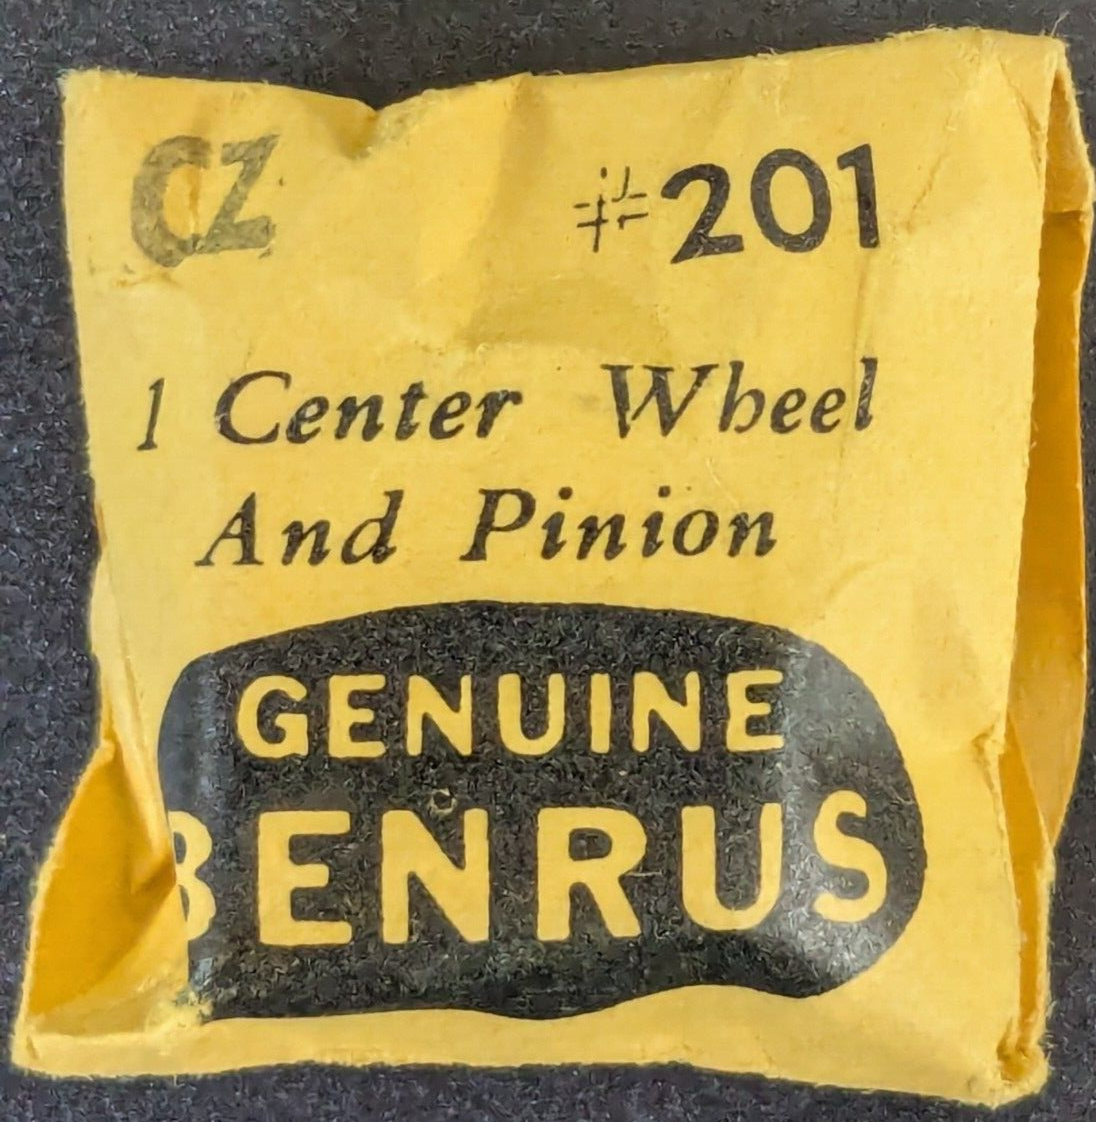 CZ #201
1 Center Wheel
And Pinion
GENUINE
BENRUS